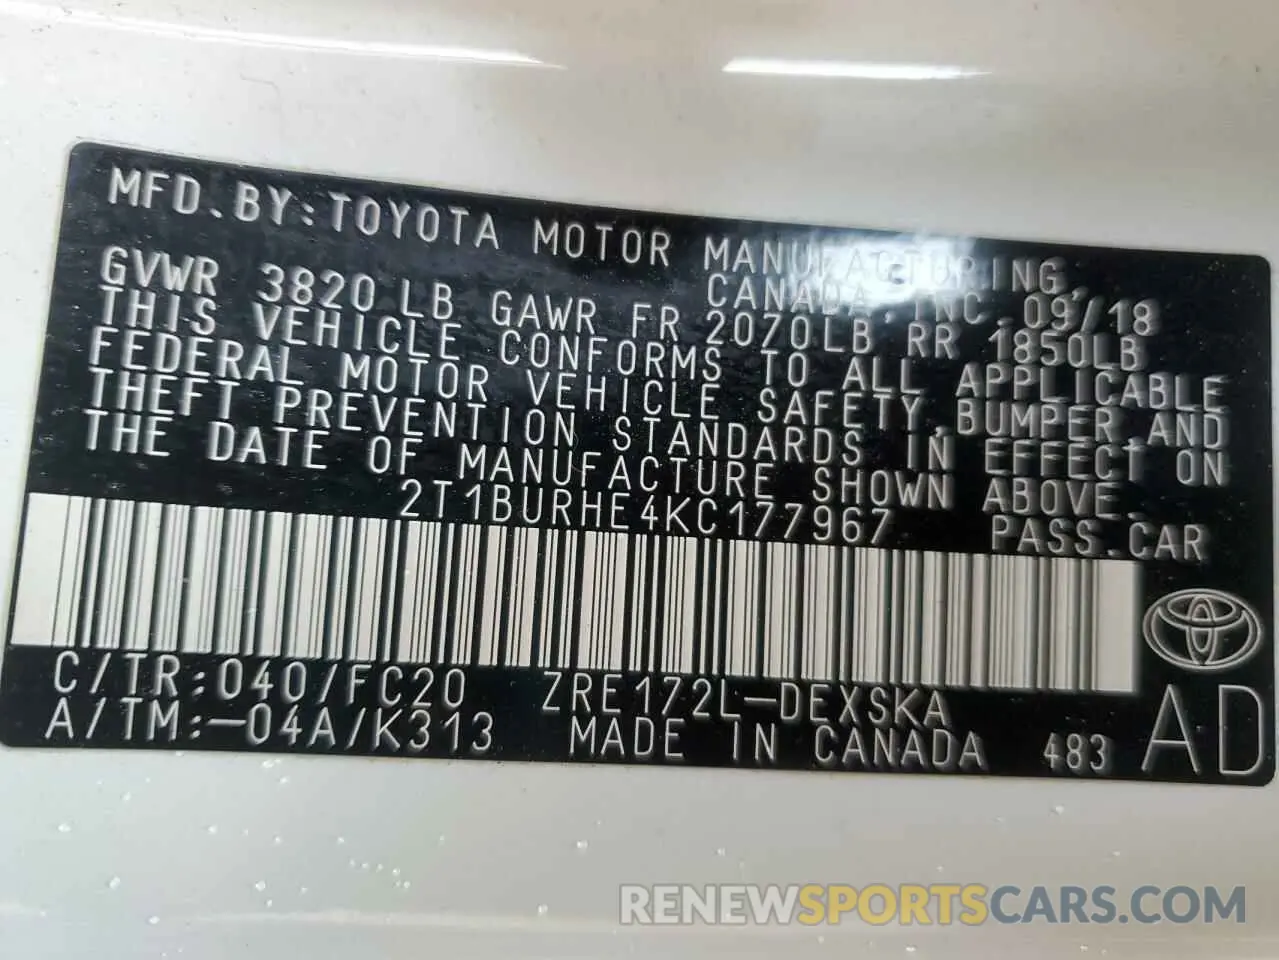 MFD.BY:TOYOTA MOTOR MANUFACTURING,
CANADA,INC,09/18
GVWR 3820LB GAWR FR 2070LB RR 1850LB
THIS VEHICLE CONFORMS TO ALL APPLICABLE
FEDERAL MOTOR VEHICLE SAFETY,BUMPER,AND
THEFT PREVENTION STANDARDS IN EFFECT ON
THE DATE OF MANUFACTURE SHOWN ABOVE.
2T1BURHE4KC177967 PASS.CAR
C/TR:040/FC20 ZRE172L-DEXSKA
A/TM:-04A/K313 MADE IN CANADA 483 AD
RENEWSPORTSCARS.COM